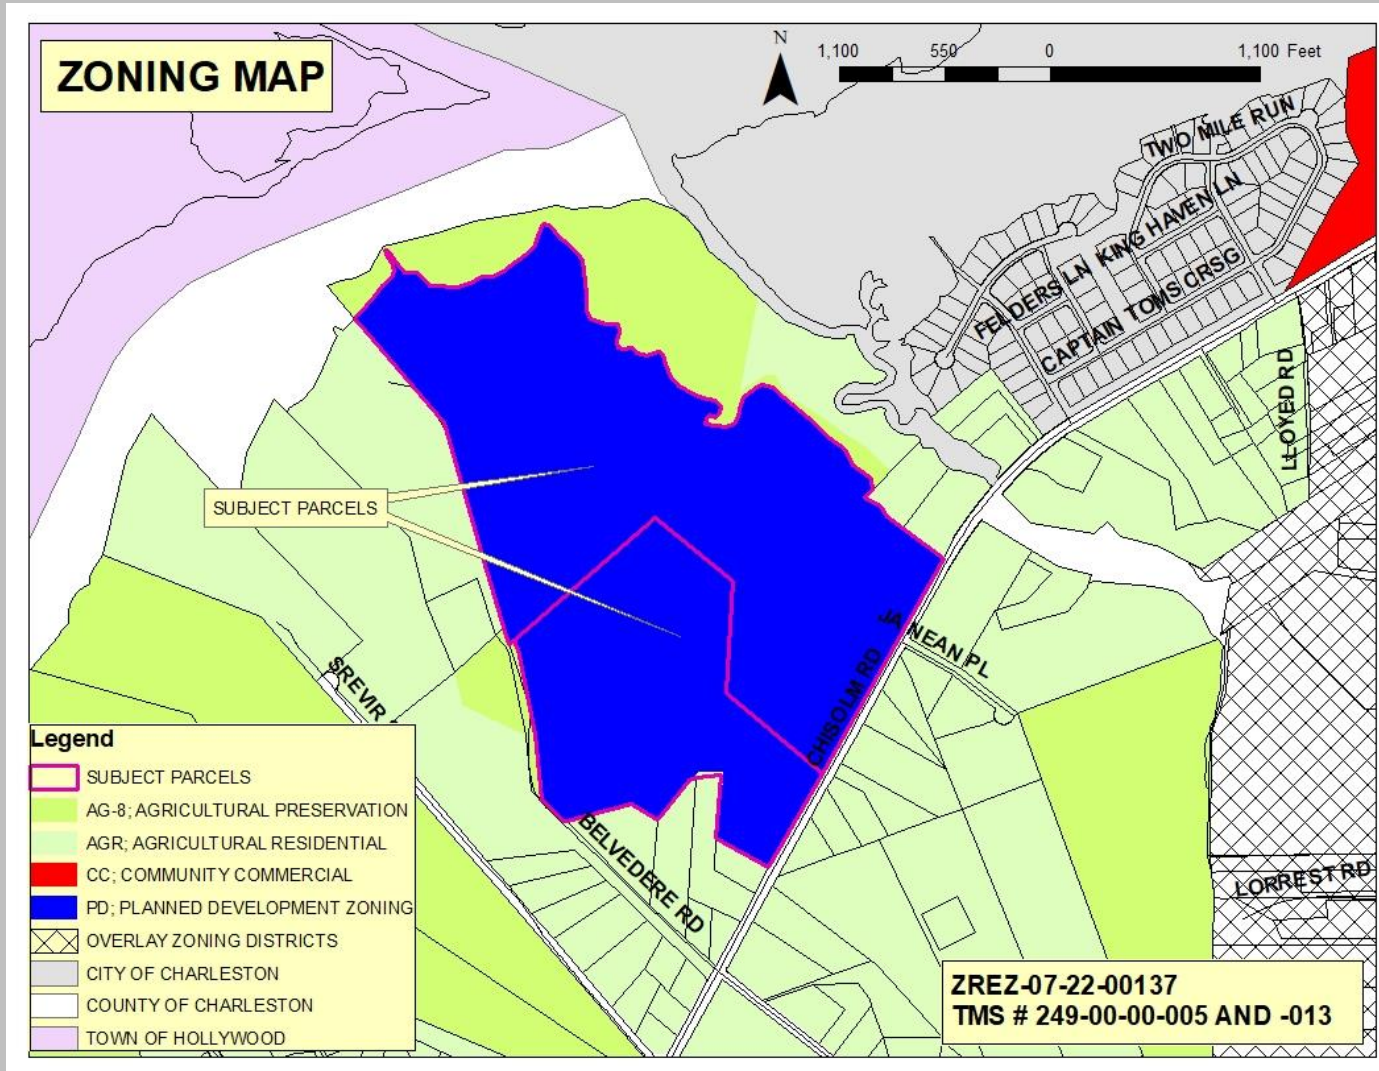 ZONING MAP
N
1,100 550 0 1,100 Feet
TWO MILE RUN
KING HAVEN LN
FELDERS LN
CAPTAIN TOMS CRSG
LLOYED RD
SUBJECT PARCELS
JANNEAN PL
CHISOLM RD
SREVIR
BELVEDERE RD
LORREST RD
Legend
SUBJECT PARCELS
AG-8; AGRICULTURAL PRESERVATION
AGR; AGRICULTURAL RESIDENTIAL
CC; COMMUNITY COMMERCIAL
PD; PLANNED DEVELOPMENT ZONING
OVERLAY ZONING DISTRICTS
CITY OF CHARLESTON
COUNTY OF CHARLESTON
TOWN OF HOLLYWOOD
ZREZ-07-22-00137
TMS # 249-00-00-005 AND -013